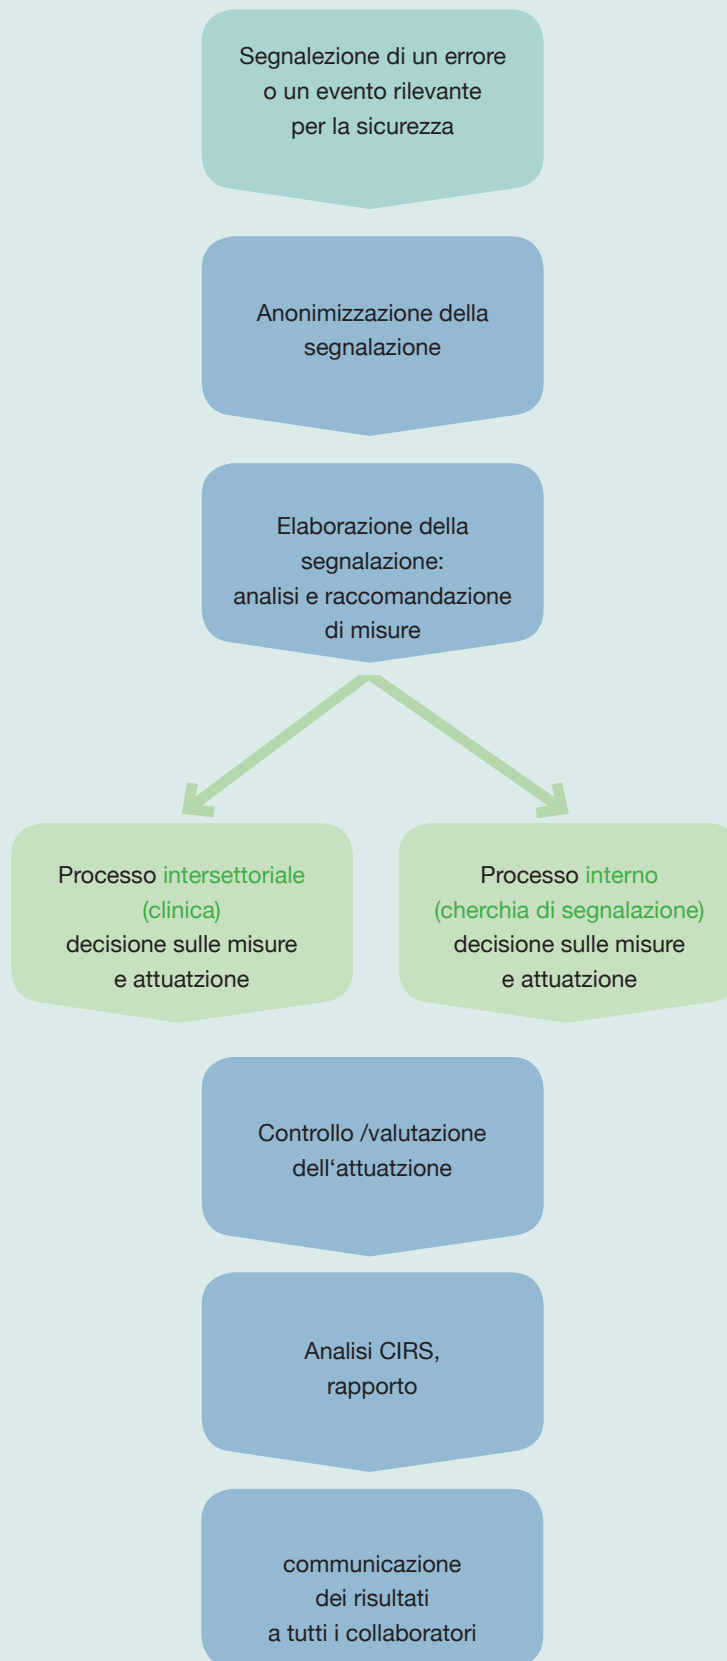 Segnalezione di un errore
o un evento rilevante
per la sicurezza
Anonimizzazione della
segnalazione
Elaborazione della
segnalazione:
analisi e raccomandazione
di misure
Processo intersettoriale
(clinica)
decisione sulle misure
e attuatzione
Processo interno
(cherchia di segnalazione)
decisione sulle misure
e attuatzione
Controllo /valutazione
dell‘attuatzione
Analisi CIRS,
rapporto
communicazione
dei risultati
a tutti i collaboratori